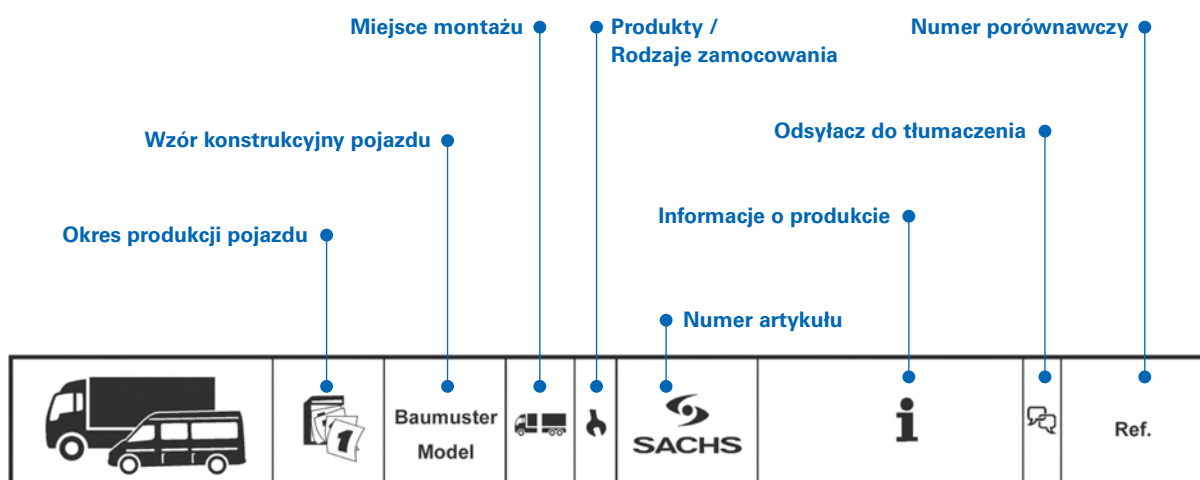 Miejsce montażu
Produkty /
Rodzaje zamocowania
Numer porównawczy
Wzór konstrukcyjny pojazdu
Odsyłacz do tłumaczenia
Informacje o produkcie
Okres produkcji pojazdu
Numer artykułu
1
Baumuster
Model
SACHS
i
Ref.